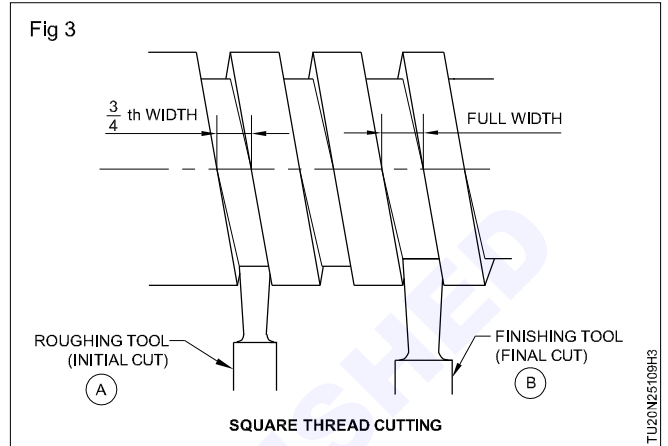 Fig 3
3/4 th WIDTH
FULL WIDTH
ROUGHING TOOL
(INITIAL CUT)
A
FINISHING TOOL
(FINAL CUT)
B
SQUARE THREAD CUTTING
TU20N25109H3